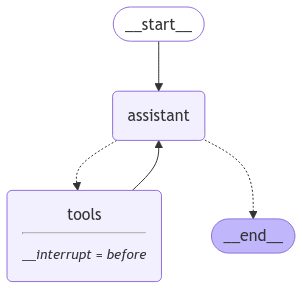 __start__
assistant
tools
__interrupt = before
__end__